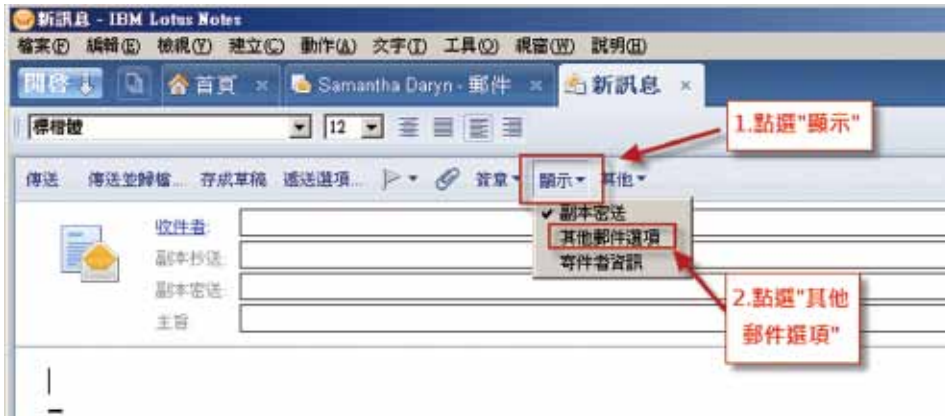 新訊息 - IBM Lotus Notes
檔案(F) 編輯(E) 檢視(V) 建立(C) 動作(A) 文字(T) 工具(O) 視窗(W) 說明(H)
開啓 首頁 × Samantha Daryn - 郵件 × 新訊息 ×
標楷體 12
1.點選"顯示"
傳送 傳送並歸檔... 存成草稿 遞送選項... 簽章 顯示 其他
副本密送
收件者:
其他郵件選項
副本抄送:
寄件者資訊
副本密送:
2.點選"其他
郵件選項"
主旨